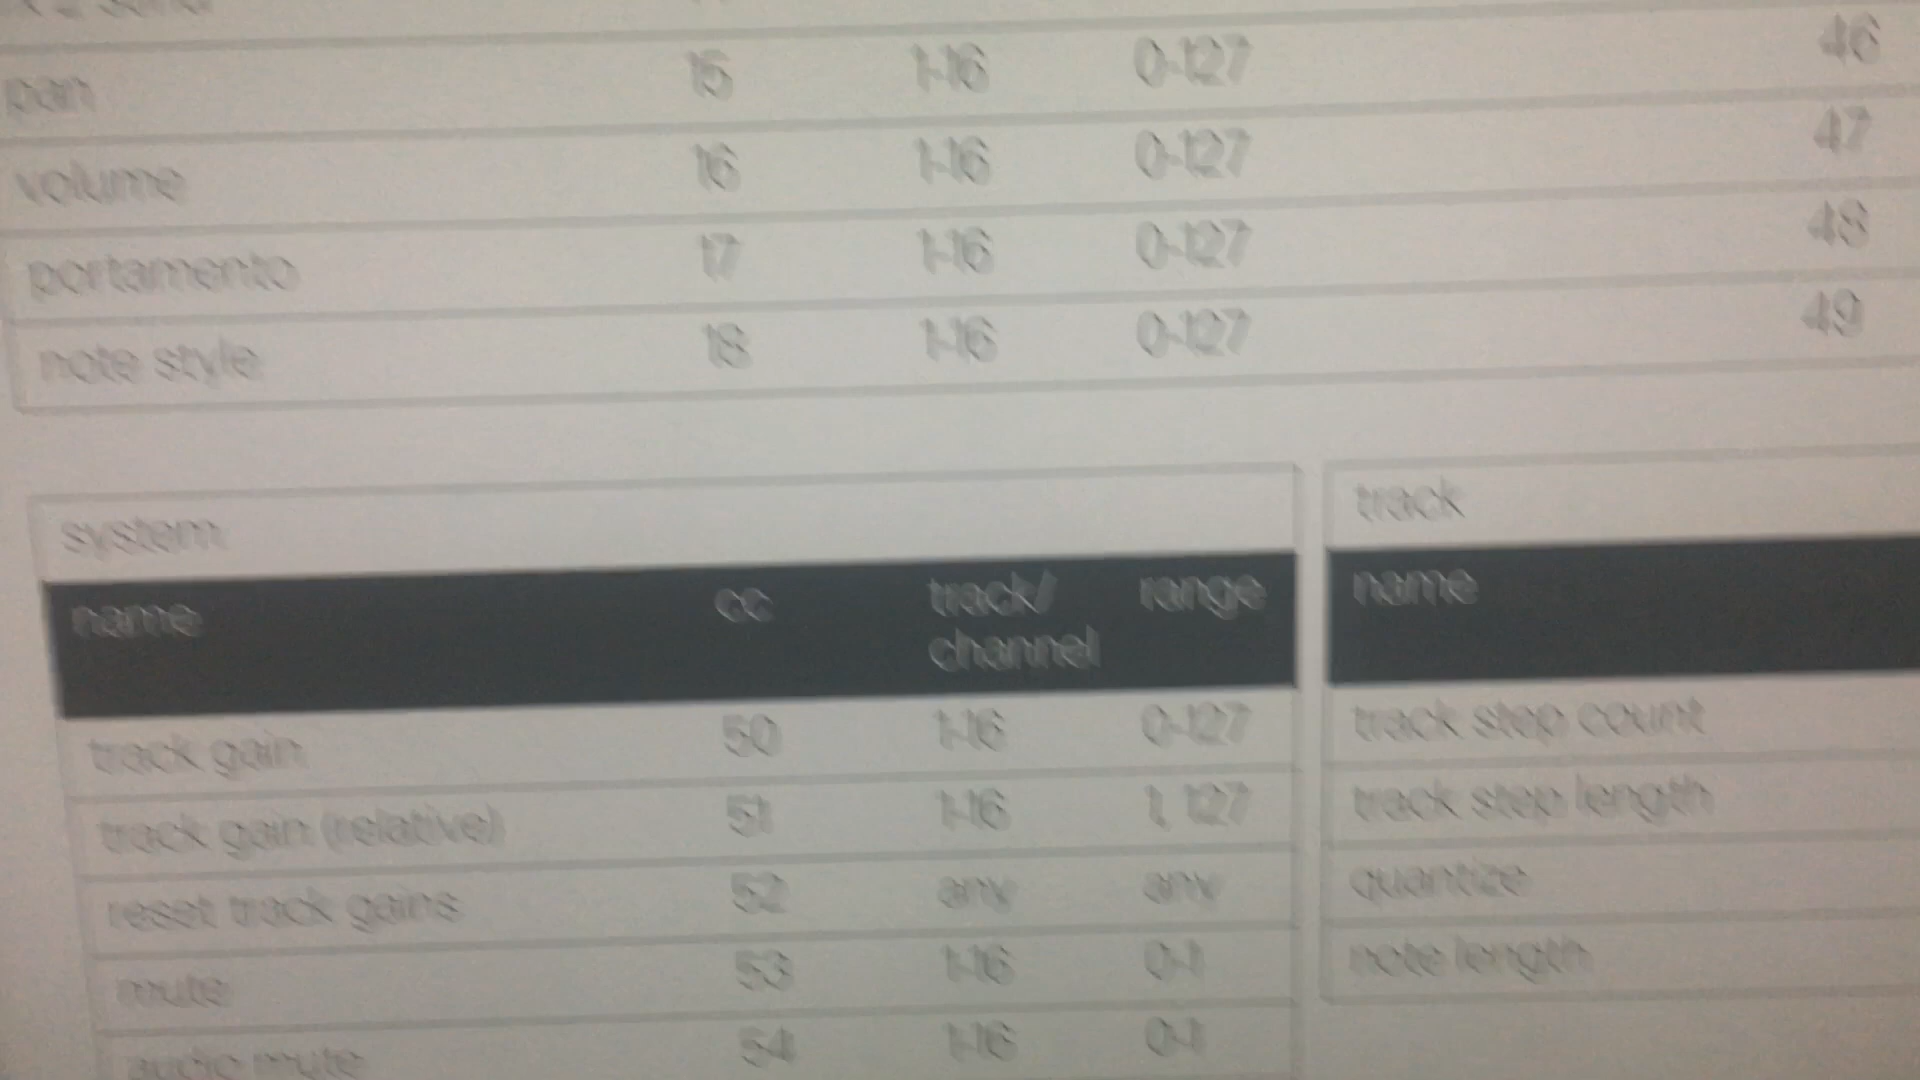 pan 15 1-16 0-127 46
volume 16 1-16 0-127 47
portamento 17 1-16 0-127 48
note style 18 1-16 0-127 49
system
name cc track/ range
channel
track gain 50 1-16 0-127
track gain (relative) 51 1-16 1, 127
reset track gains 52 any any
mute 53 1-16 0-1
audio mute 54 1-16 0-1
track
name
track step count
track step length
quantize
note length